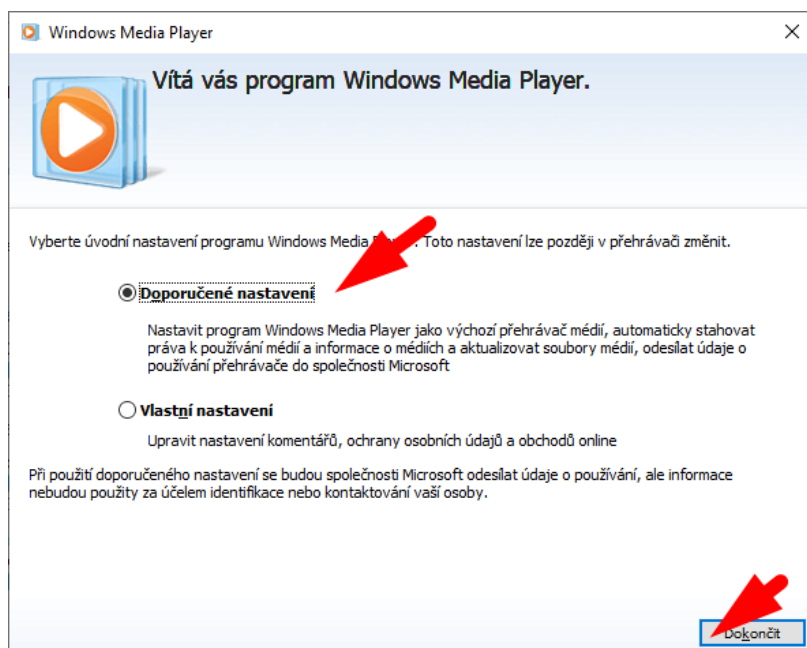 Windows Media Player
Vítá vás program Windows Media Player.
Vyberte úvodní nastavení programu Windows Media Toto nastavení lze později v přehrávači změnit.
Doporučené nastavení
Nastavit program Windows Media Player jako výchozí přehrávač médií, automaticky stahovat
práva k používání médií a informace o médiích a aktualizovat soubory médií, odesílat údaje o
používání přehrávače do společnosti Microsoft
Vlastní nastavení
Upravit nastavení komentářů, ochrany osobních údajů a obchodů online
Při použití doporučeného nastavení se budou společnosti Microsoft odesílat údaje o používání, ale informace
nebudou použity za účelem identifikace nebo kontaktování vaší osoby.
Dokončit